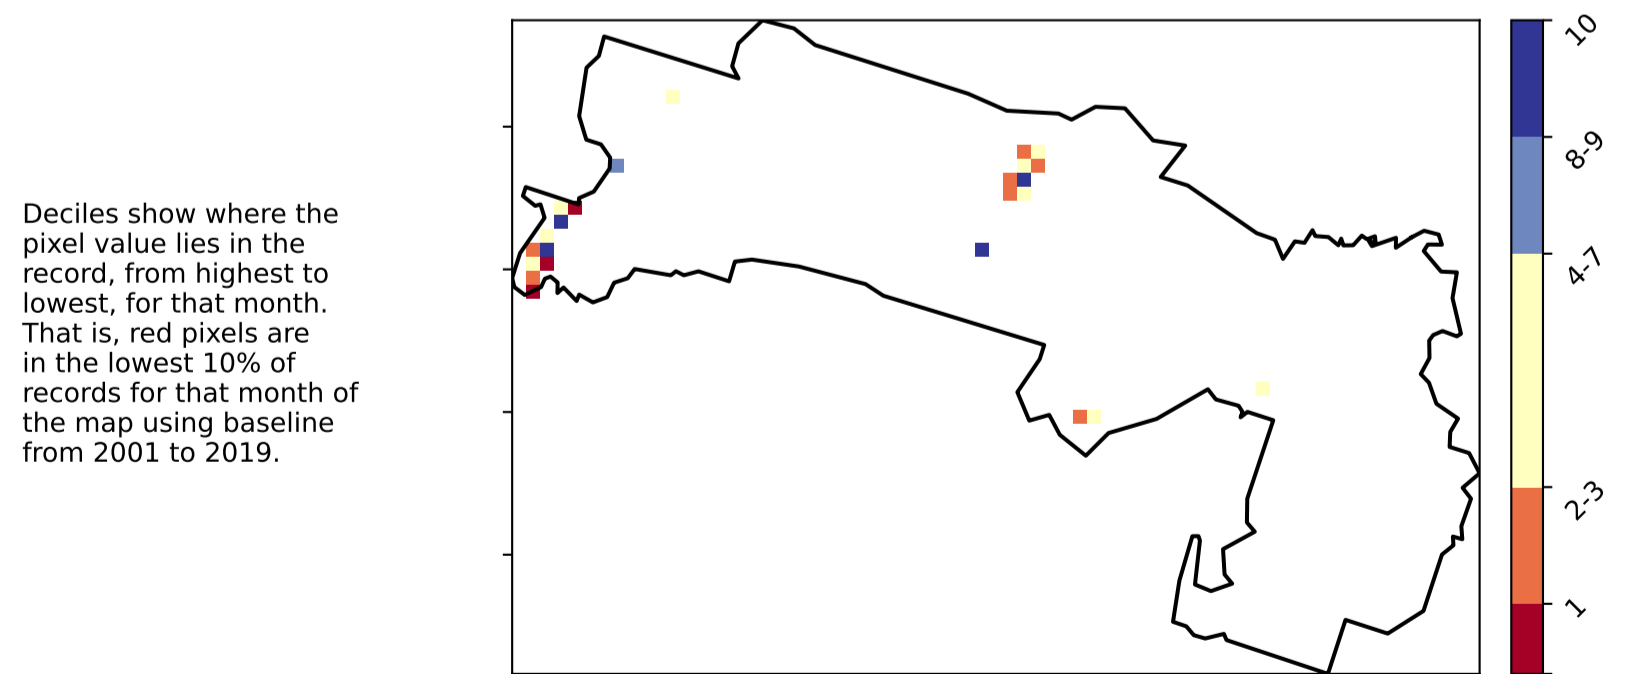 Deciles show where the
pixel value lies in the
record, from highest to
lowest, for that month.
That is, red pixels are
in the lowest 10% of
records for that month of
the map using baseline
from 2001 to 2019.
10
8-9
4-7
2-3
1